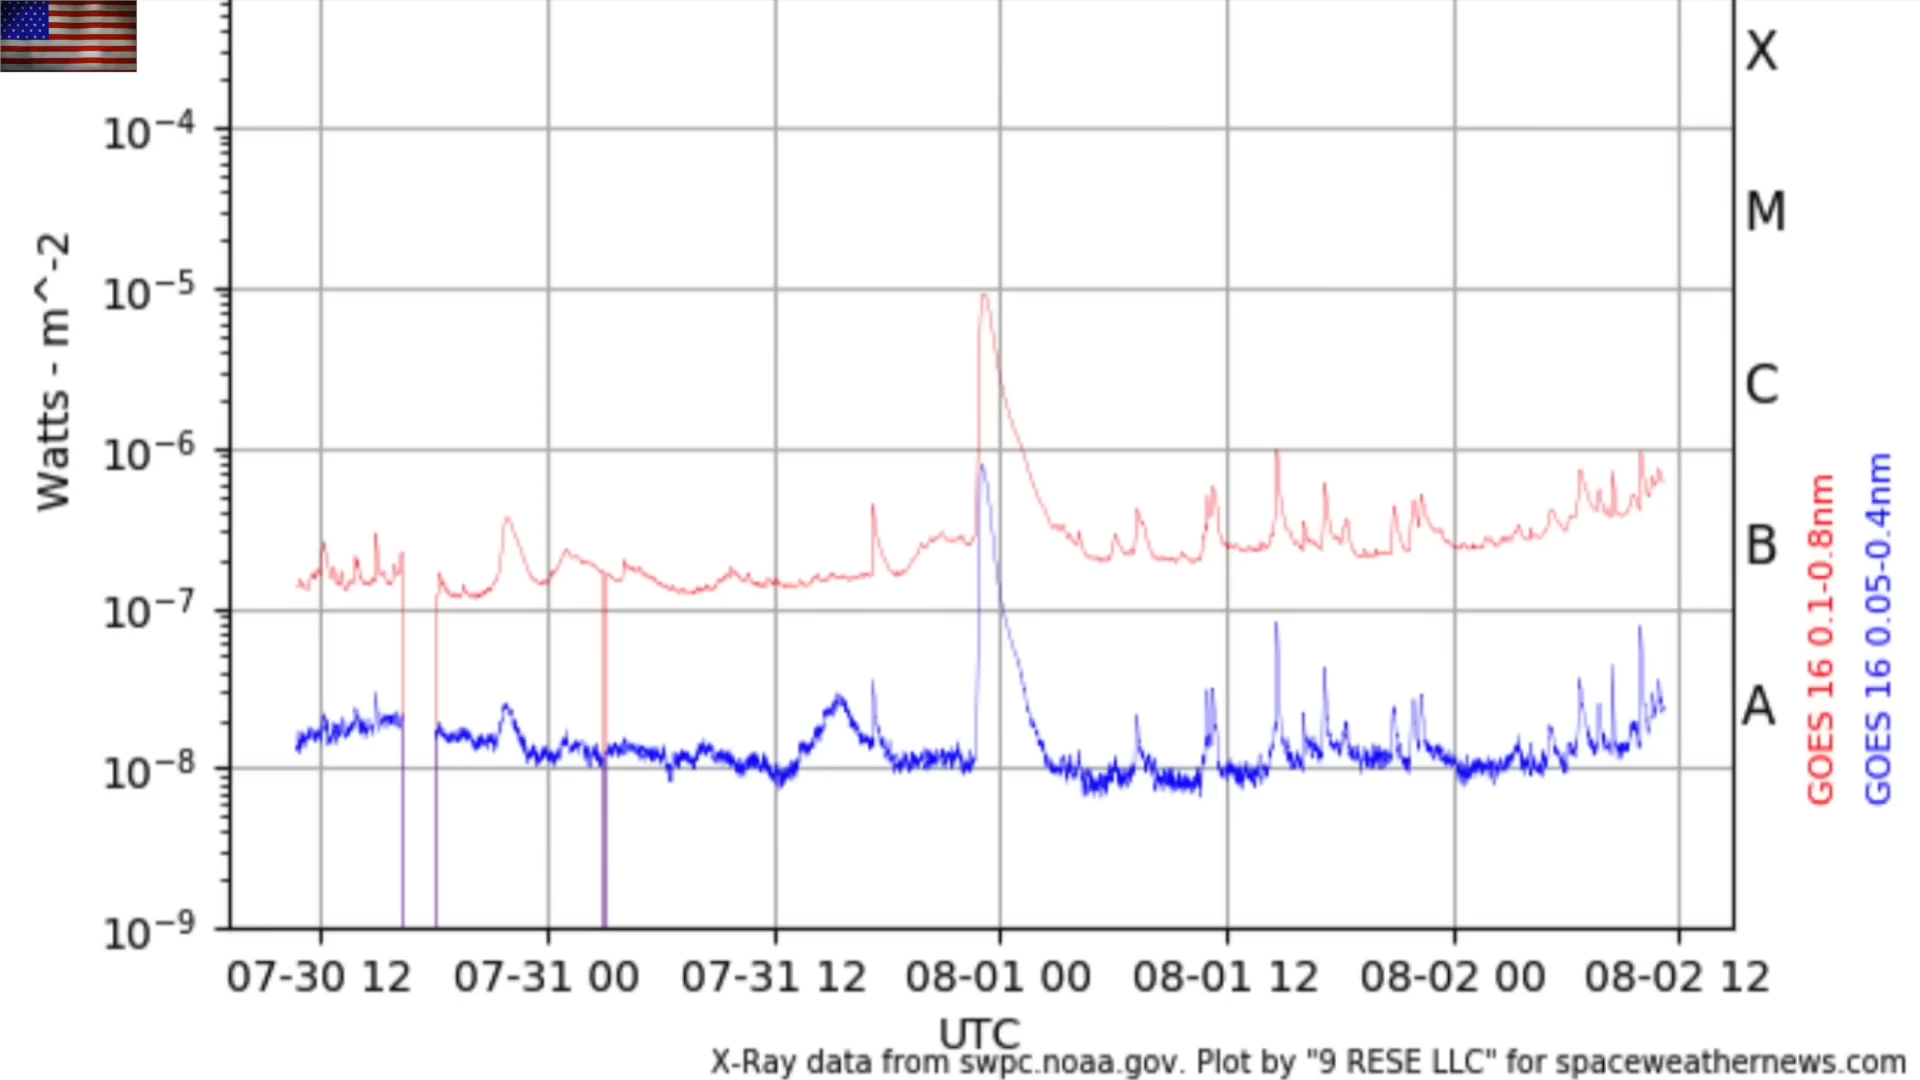 X
10−4
M
10−5
C
10−6
B
10−7
A
10−8
10−9
Watts - m^-2
GOES 16 0.1-0.8nm
GOES 16 0.05-0.4nm
07-30 12 07-31 00 07-31 12 08-01 00 08-01 12 08-02 00 08-02 12
UTC
X-Ray data from swpc.noaa.gov. Plot by "9 RESE LLC" for spaceweathernews.com